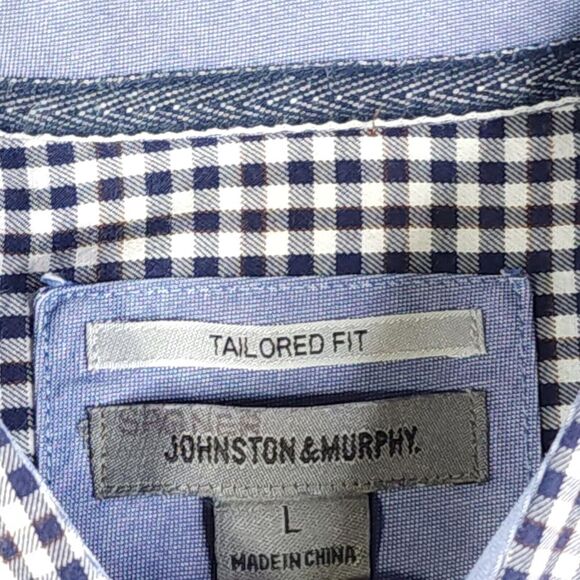 TAILORED FIT
JOHNSTON & MURPHY.
L
MADE IN CHINA